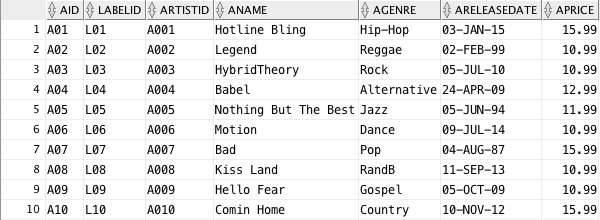 AID LABELID ARTISTID ANAME AGENRE ARELEASEDATE APRICE
1 A01 L01 A001 Hotline Bling Hip-Hop 03-JAN-15 15.99
2 A02 L02 A002 Legend Reggae 02-FEB-99 10.99
3 A03 L03 A003 HybridTheory Rock 05-JUL-10 10.99
4 A04 L04 A004 Babel Alternative 24-APR-09 12.99
5 A05 L05 A005 Nothing But The Best Jazz 05-JUN-94 11.99
6 A06 L06 A006 Motion Dance 09-JUL-14 10.99
7 A07 L07 A007 Bad Pop 04-AUG-87 15.99
8 A08 L08 A008 Kiss Land RandB 11-SEP-13 10.99
9 A09 L09 A009 Hello Fear Gospel 05-OCT-09 10.99
10 A10 L10 A010 Comin Home Country 10-NOV-12 15.99